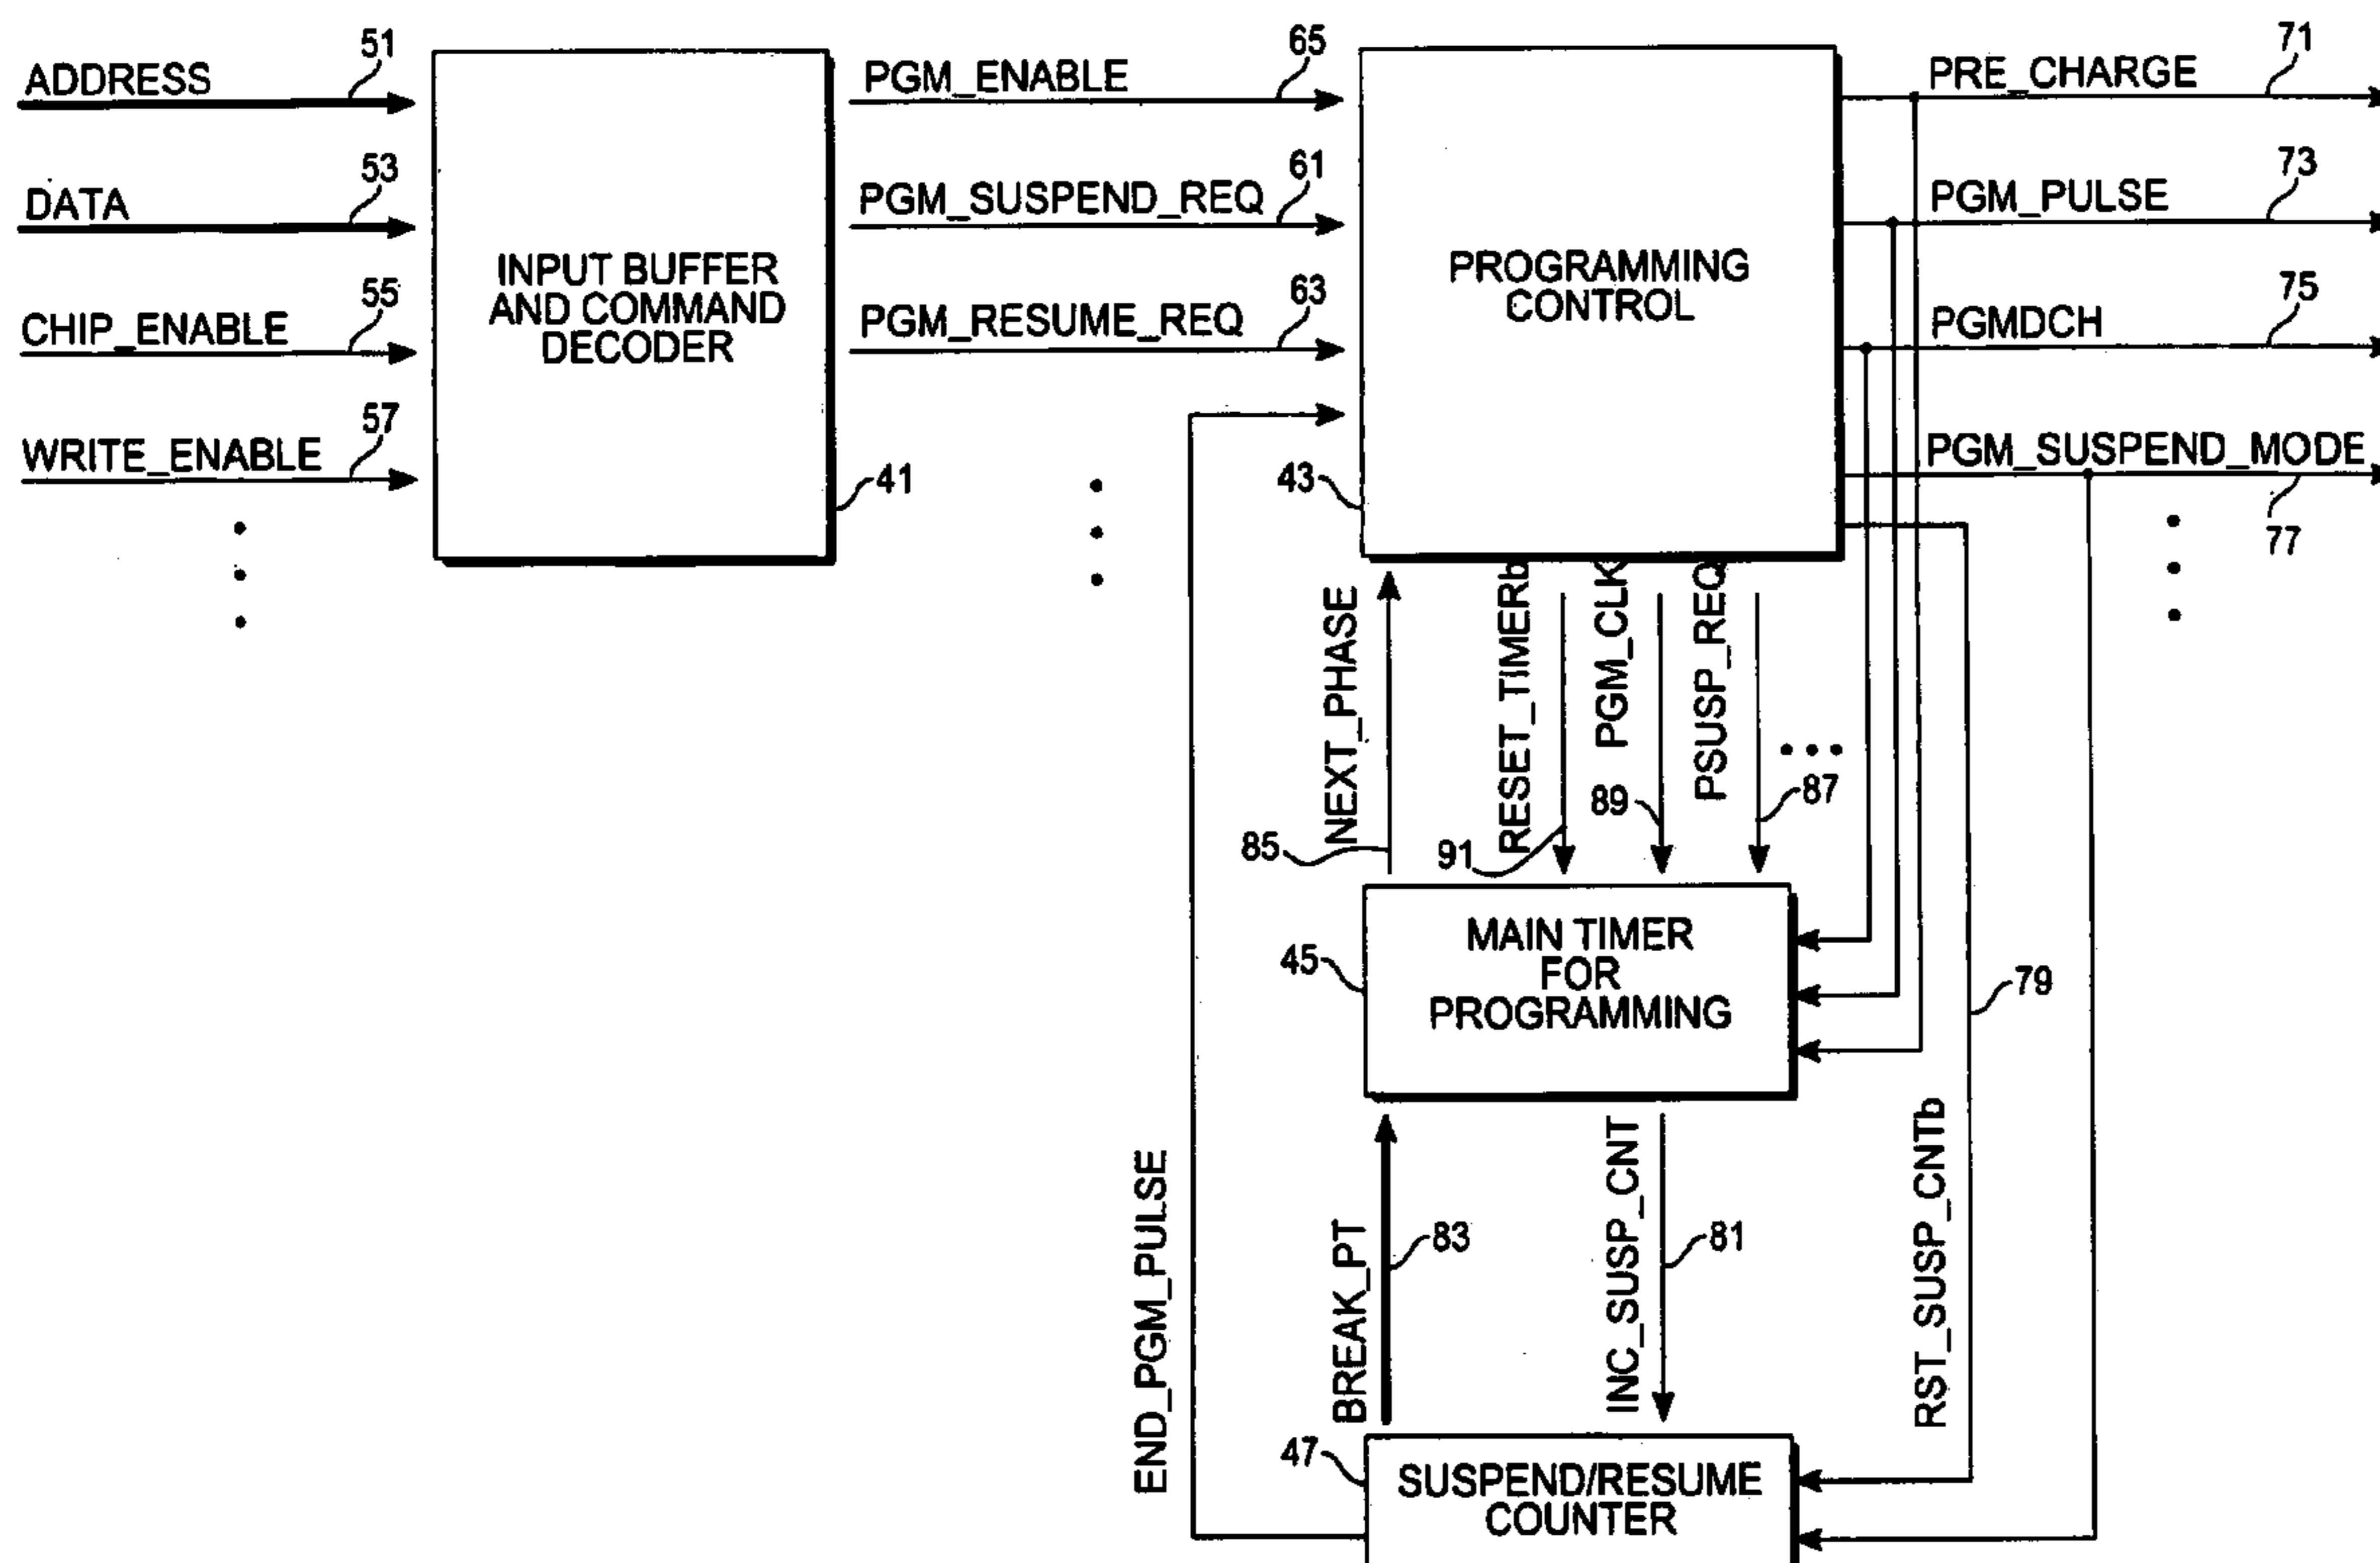 ADDRESS
51
DATA
53
CHIP_ENABLE
55
WRITE_ENABLE
57
INPUT BUFFER
AND COMMAND
DECODER
41
PGM_ENABLE
65
PGM_SUSPEND_REQ
61
PGM_RESUME_REQ
63
PROGRAMMING
CONTROL
43
PRE_CHARGE
71
PGM_PULSE
73
PGMDCH
75
PGM_SUSPEND_MODE
77
NEXT_PHASE
85
RESET_TIMERb
91
PGM_CLK
89
PSUSP_REQ
87
MAIN TIMER
FOR
PROGRAMMING
45
79
END_PGM_PULSE
BREAK_PT
83
INC_SUSP_CNT
81
RST_SUSP_CNTb
47
SUSPEND/RESUME
COUNTER